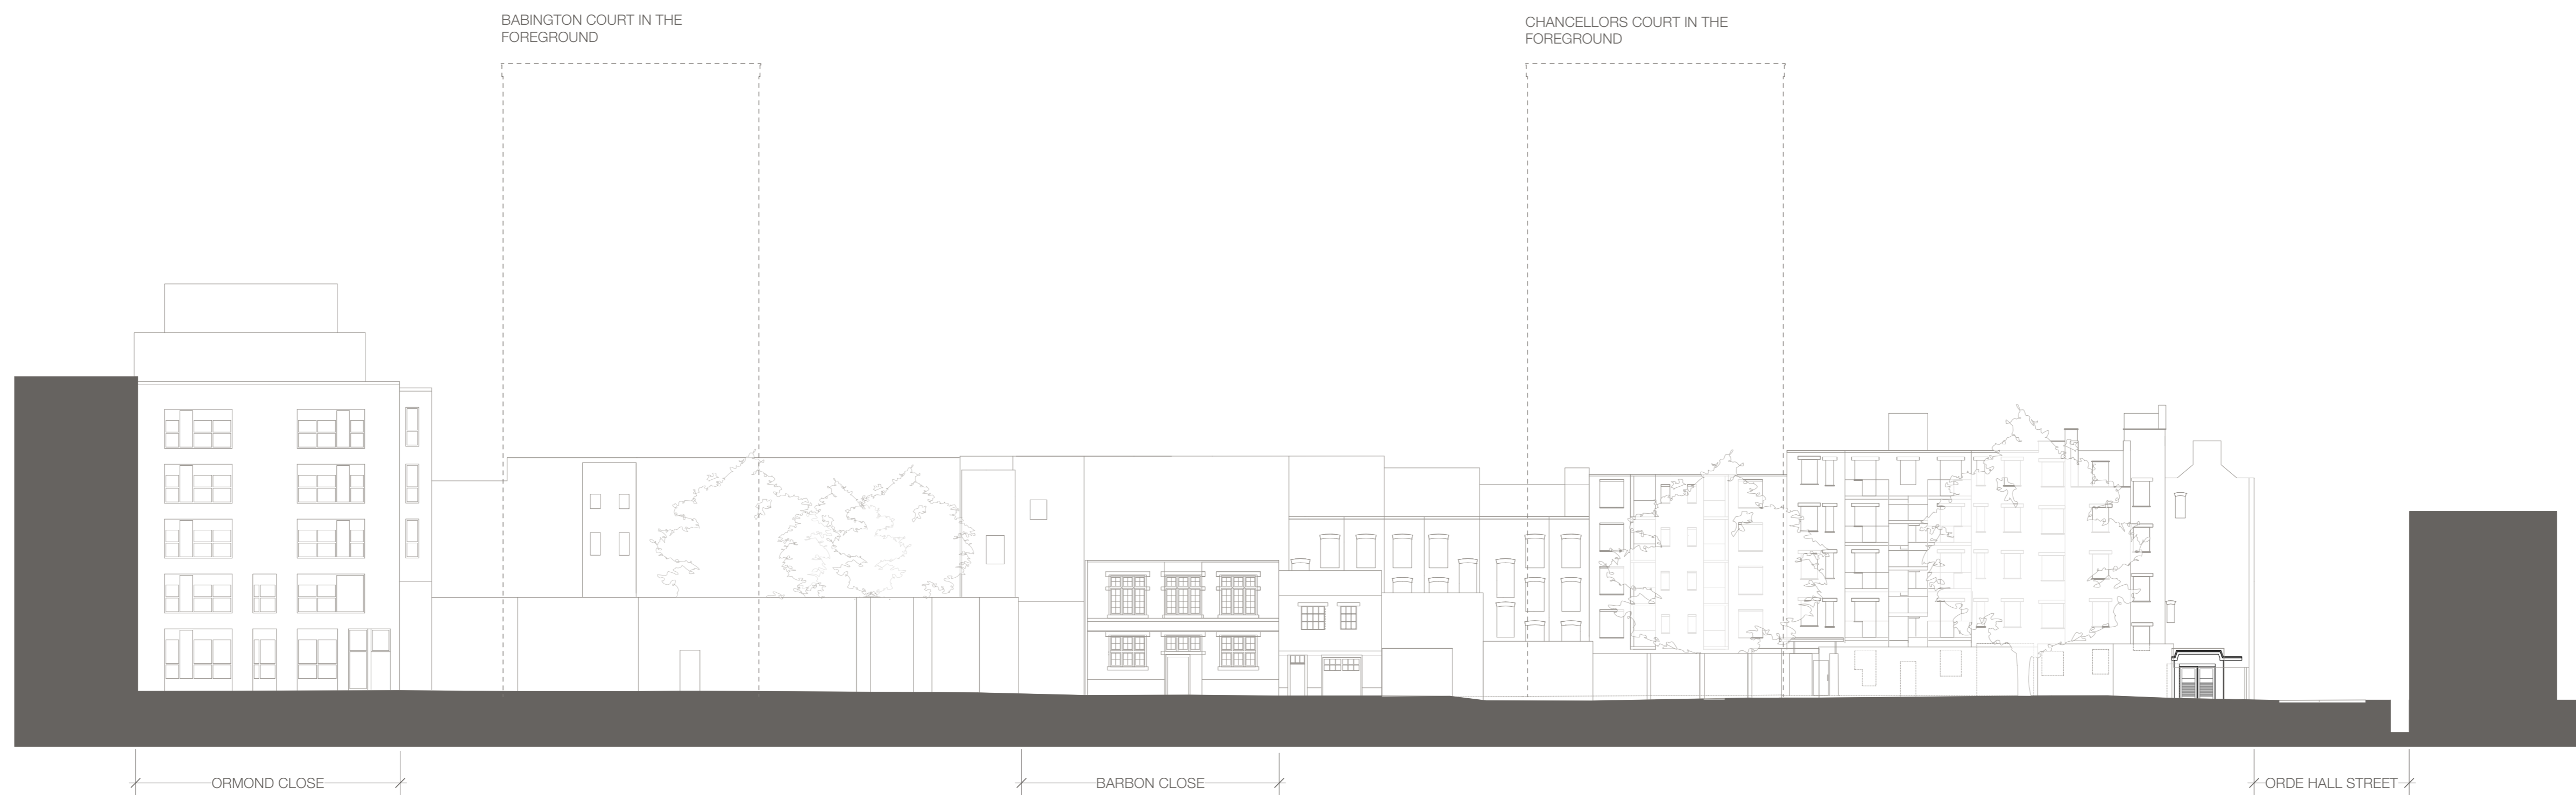 BABINGTON COURT IN THE
FOREGROUND
CHANCELLORS COURT IN THE
FOREGROUND
ORMOND CLOSE
BARBON CLOSE
ORDE HALL STREET